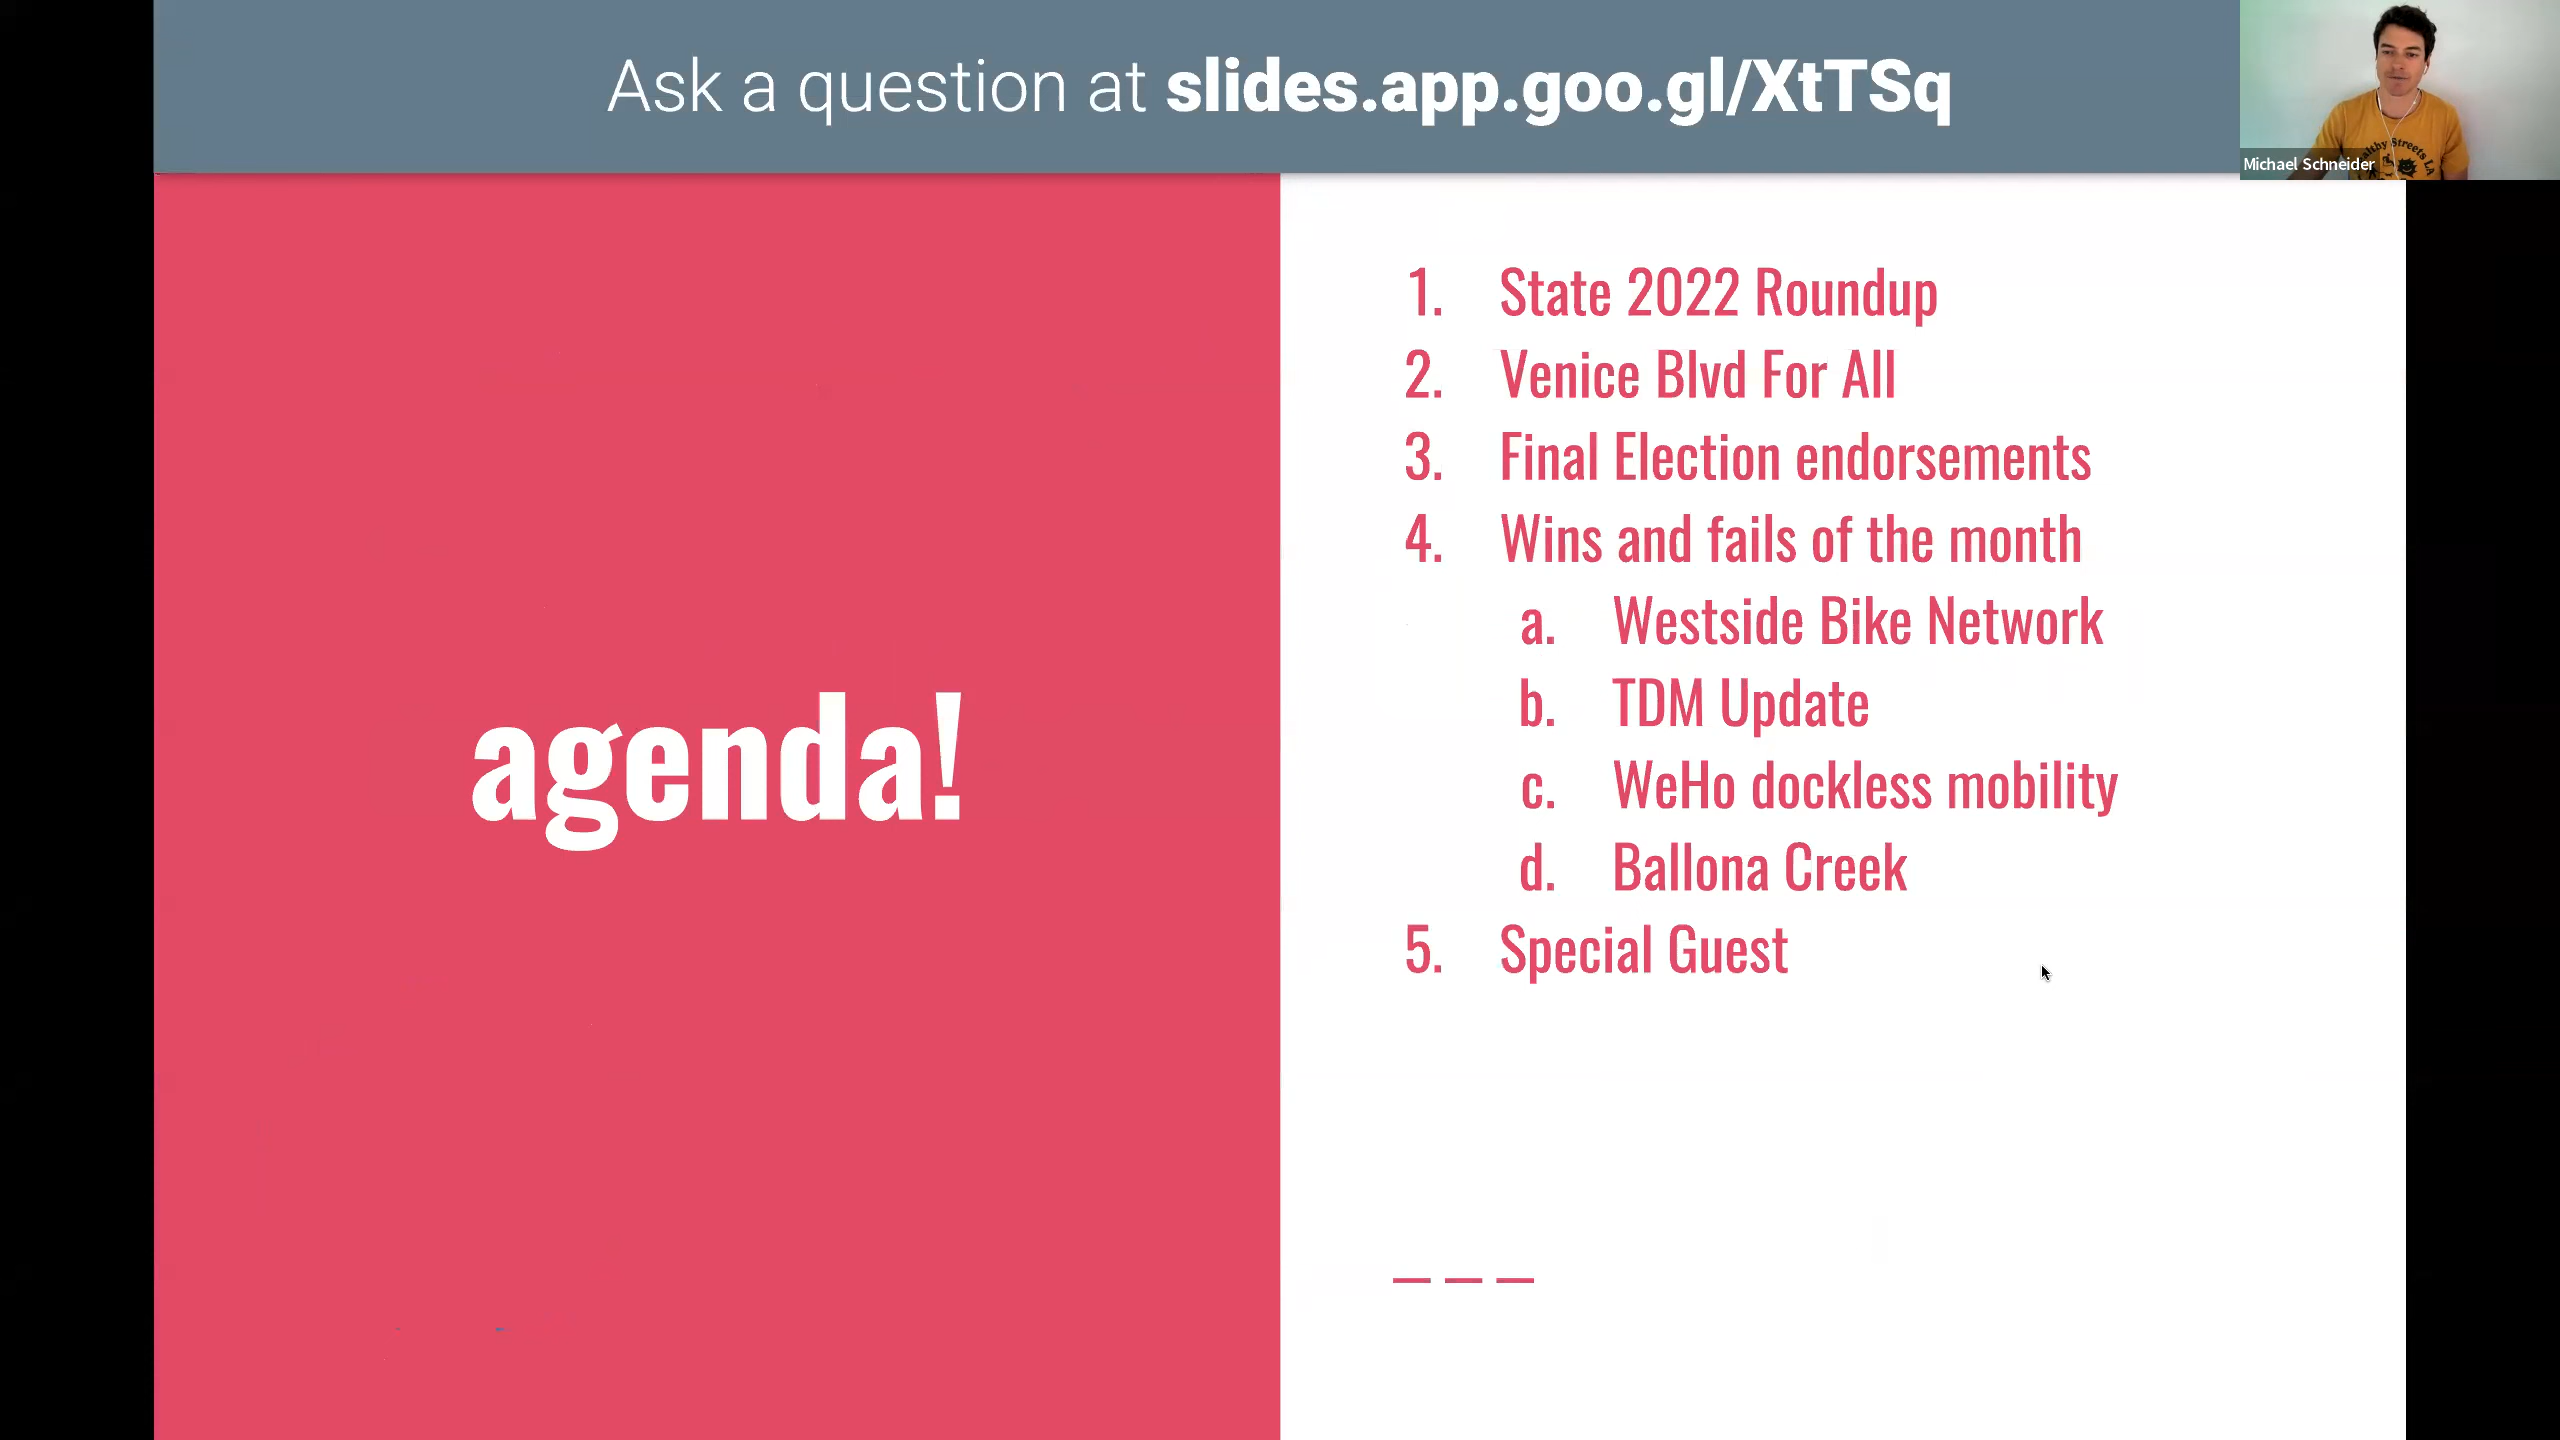 Ask a question at slides.app.goo.gl/XtTSq
Michael Schneider
Streets LA
agenda!
1. State 2022 Roundup
2. Venice Blvd For All
3. Final Election endorsements
4. Wins and fails of the month
a. Westside Bike Network
b. TDM Update
c. WeHo dockless mobility
d. Ballona Creek
5. Special Guest